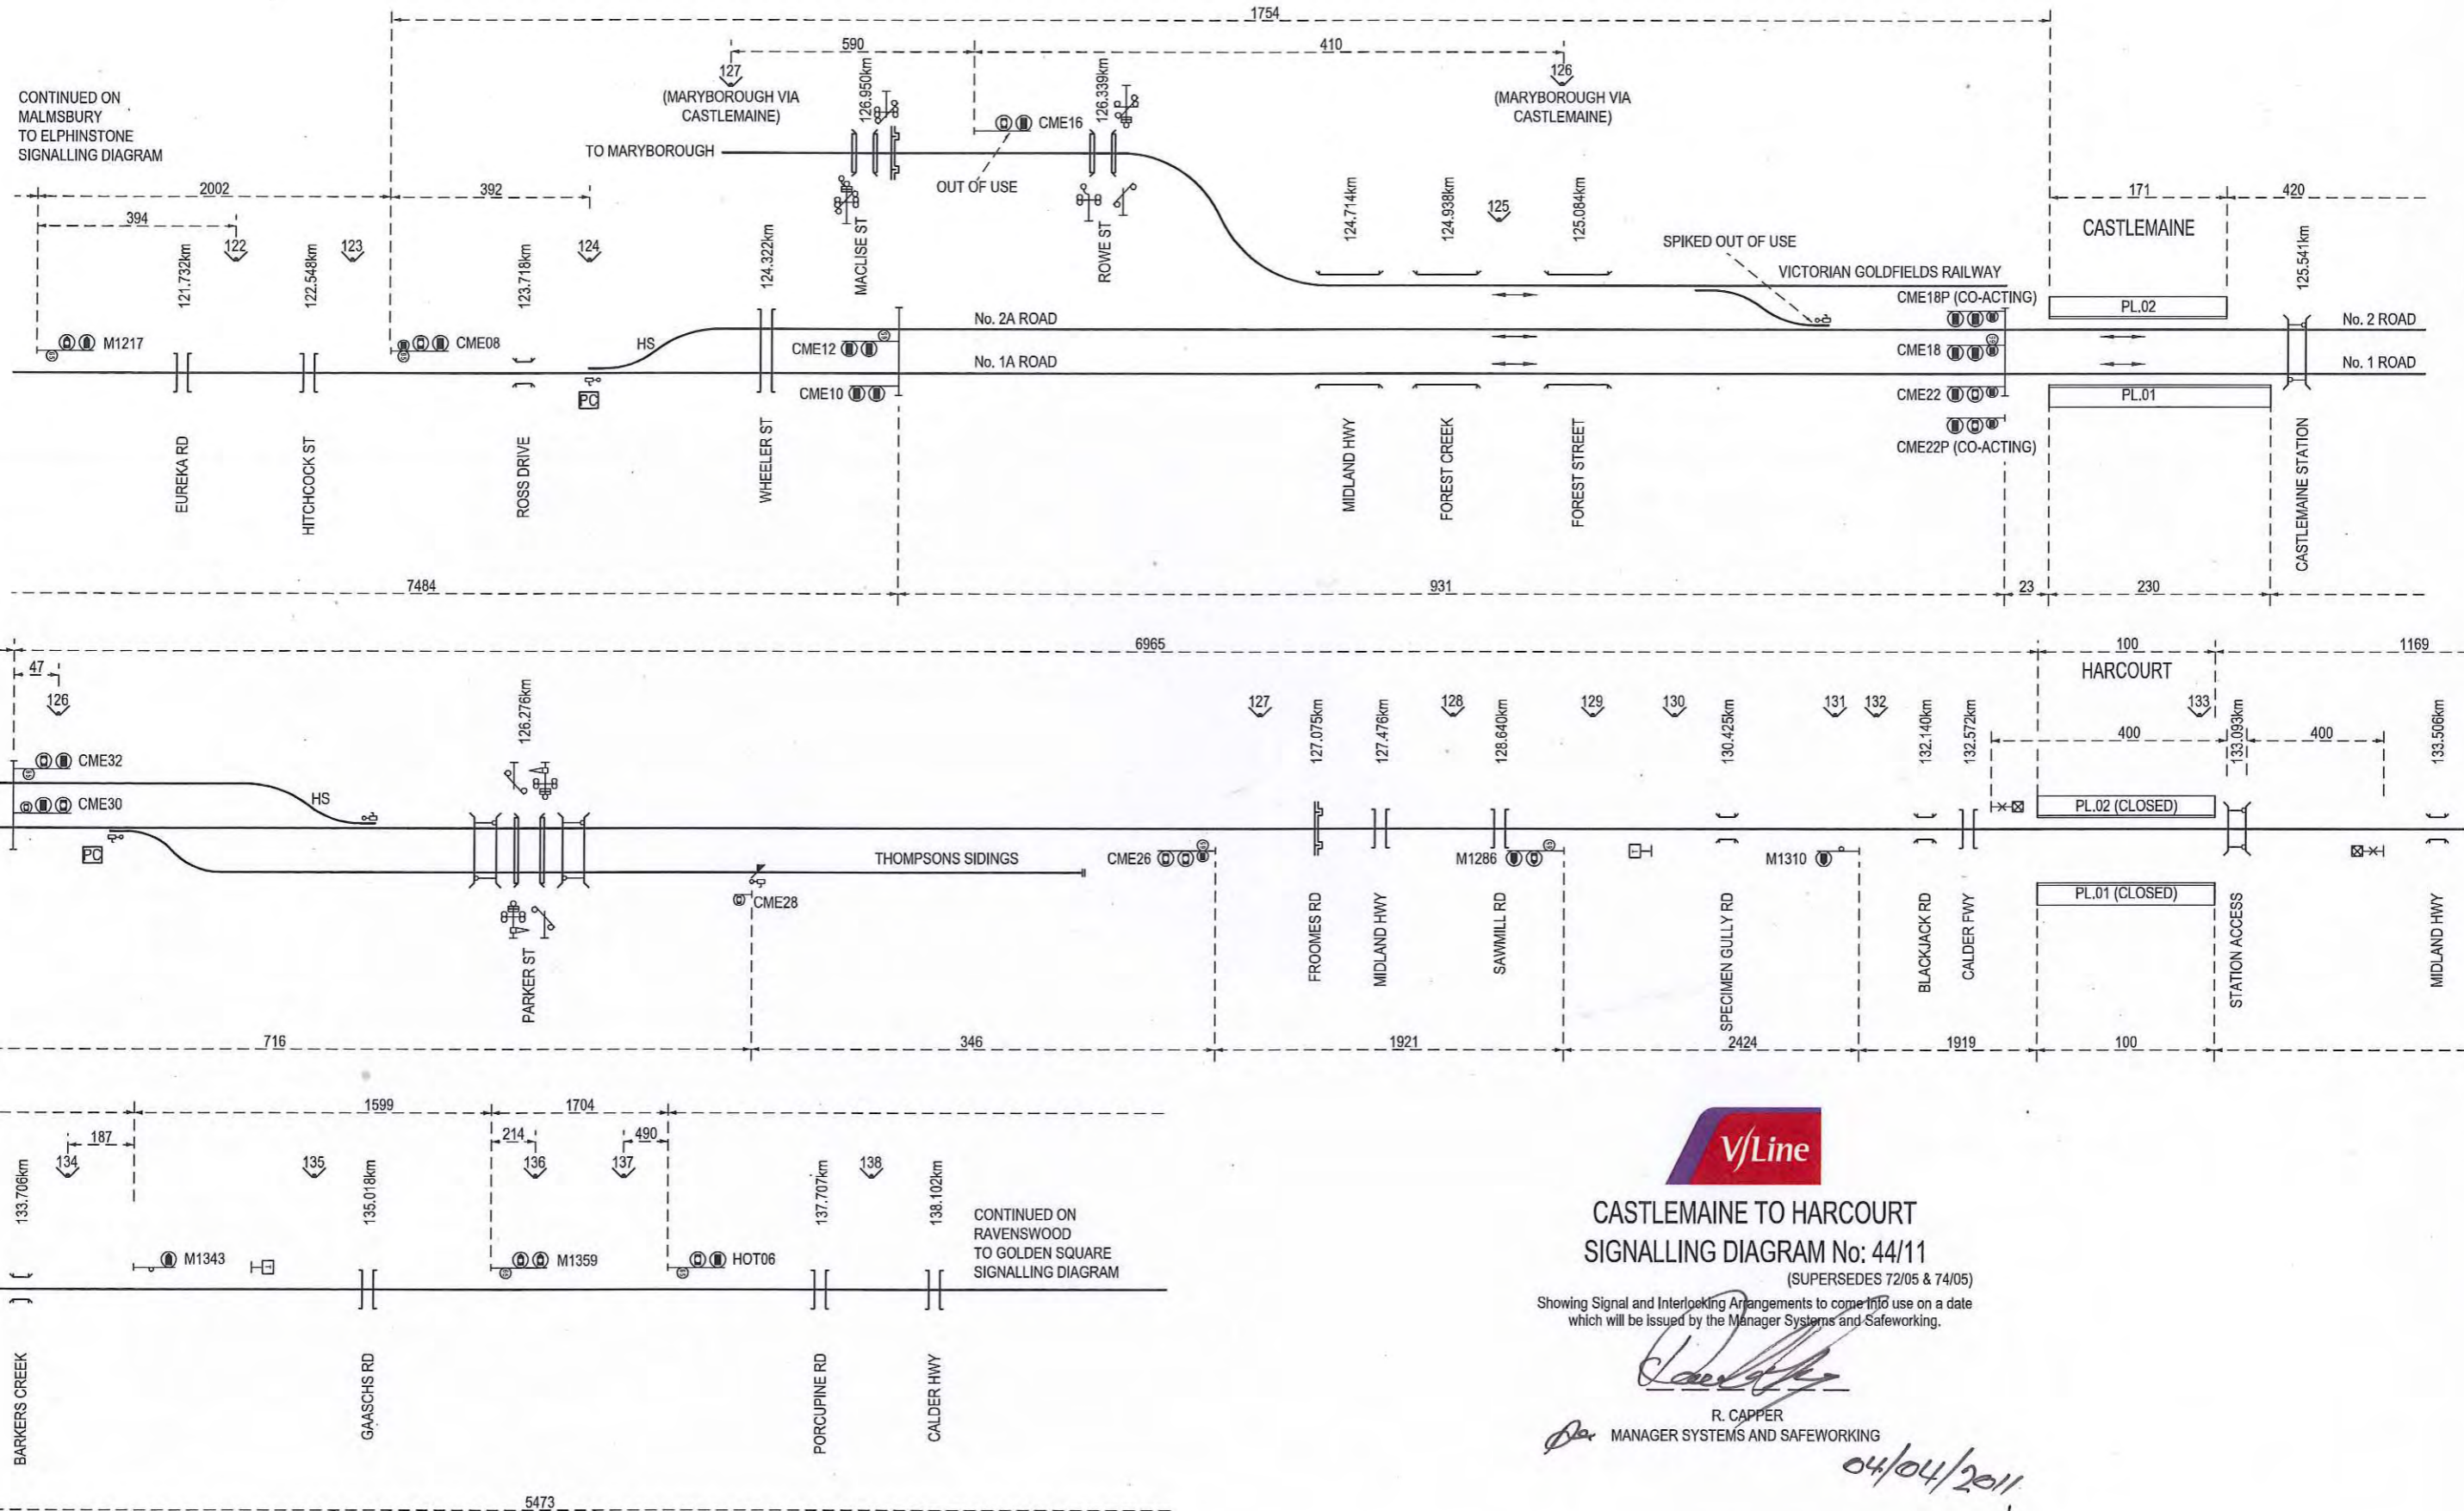 1754
590
410
127
(MARYBOROUGH VIA
CASTLEMAINE)
126.950km
126.339km
126
(MARYBOROUGH VIA
CASTLEMAINE)
CONTINUED ON
MALMSBURY
TO ELPHINSTONE
SIGNALLING DIAGRAM
CME16
TO MARYBOROUGH
OUT OF USE
2002
392
394
MACLISE ST
ROWE ST
171
420
CASTLEMAINE
122
123
124
125
121.732km
122.548km
123.718km
124.322km
124.714km
124.938km
125.084km
125.541km
SPIKED OUT OF USE
VICTORIAN GOLDFIELDS RAILWAY
CME18P (CO-ACTING)
PL.02
No. 2A ROAD
No. 2 ROAD
M1217
CME08
HS
CME12
CME18
No. 1A ROAD
No. 1 ROAD
PC
CME10
CME22
PL.01
CME22P (CO-ACTING)
EUREKA RD
HITCHCOCK ST
ROSS DRIVE
WHEELER ST
MIDLAND HWY
FOREST CREEK
FOREST STREET
CASTLEMAINE STATION
7484
931
23
230
6965
100
1169
47
HARCOURT
126
126.276km
127
127.075km
127.476km
128
128.640km
129
130
130.425km
131
132
132.140km
132.572km
133
133.093km
133.506km
400
400
CME32
HS
CME30
PL.02 (CLOSED)
PC
THOMPSONS SIDINGS
CME26
M1286
M1310
CME28
PL.01 (CLOSED)
PARKER ST
FROOMES RD
MIDLAND HWY
SAWMILL RD
SPECIMEN GULLY RD
BLACKJACK RD
CALDER FWY
STATION ACCESS
MIDLAND HWY
716
346
1921
2424
1919
100
1599
1704
187
214
490
133.706km
134
135
135.018km
136
137
137.707km
138
138.102km
CONTINUED ON
RAVENSWOOD
TO GOLDEN SQUARE
SIGNALLING DIAGRAM
M1343
M1359
HOT06
BARKERS CREEK
GAASCHS RD
PORCUPINE RD
CALDER HWY
5473
V/Line
CASTLEMAINE TO HARCOURT
SIGNALLING DIAGRAM No: 44/11
(SUPERSEDES 72/05 & 74/05)
Showing Signal and Interlocking Arrangements to come into use on a date
which will be issued by the Manager Systems and Safeworking.
R. CAPPER
MANAGER SYSTEMS AND SAFEWORKING
04/04/2011